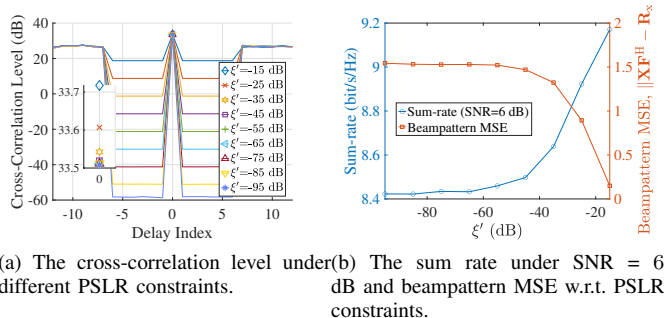 Cross-Correlation Level (dB)
40
20
0
-20
-40
-60
-10
-5
0
5
10
Delay Index
33.7
33.6
33.5
0
ξ′=-15 dB
ξ′=-25 dB
ξ′=-35 dB
ξ′=-45 dB
ξ′=-55 dB
ξ′=-65 dB
ξ′=-75 dB
ξ′=-85 dB
ξ′=-95 dB
(a) The cross-correlation level under
different PSLR constraints.
Sum-rate (bit/s/Hz)
9.2
9
8.8
8.6
8.4
-80
-60
-40
-20
ξ′ (dB)
Sum-rate (SNR=6 dB)
Beampattern MSE
2
1.5
1
0.5
0
Beampattern MSE, ||XFᴴ − Rₓ
(b) The sum rate under SNR = 6
dB and beampattern MSE w.r.t. PSLR
constraints.